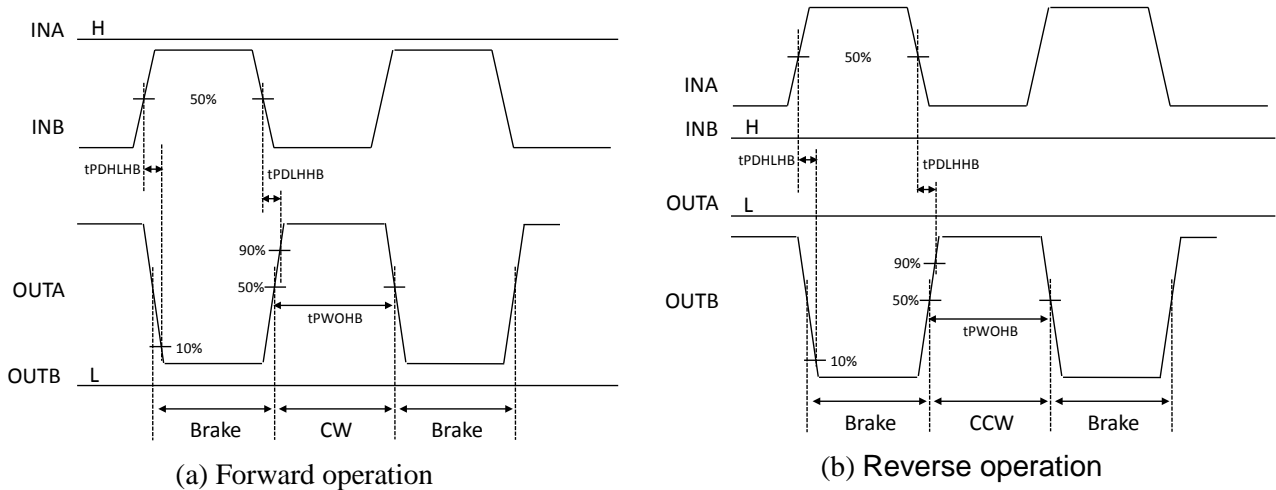 INA H
50%
INB
tPDHLHB
tPDLHHB
90%
50%
OUTA
tPWOHB
10%
OUTB L
Brake CW Brake
(a) Forward operation
50%
INA
INB H
tPDHLHB
tPDLHHB
OUTA L
90%
50%
OUTB
tPWOHB
10%
Brake CCW Brake
(b) Reverse operation